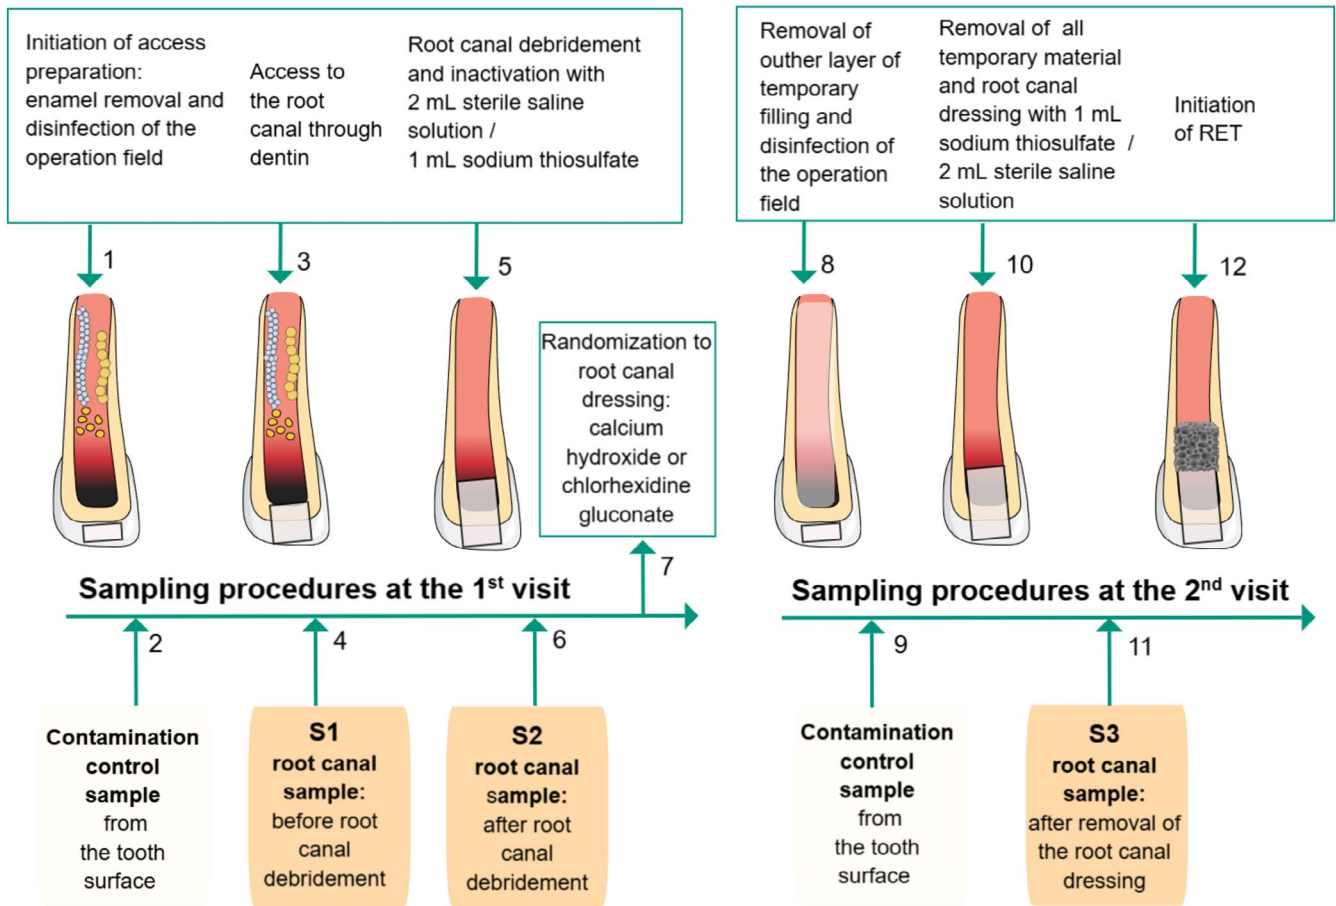 Initiation of access
preparation:
enamel removal and
disinfection of the
operation field
Access to
the root
canal through
dentin
Root canal debridement
and inactivation with
2 mL sterile saline
solution /
1 mL sodium thiosulfate
Removal of
outher layer of
temporary
filling and
disinfection of
the operation
field
Removal of all
temporary material
and root canal
dressing with 1 mL
sodium thiosulfate /
2 mL sterile saline
solution
Initiation
of RET
1
3
5
8
10
12
Randomization to
root canal
dressing:
calcium
hydroxide or
chlorhexidine
gluconate
7
Sampling procedures at the 1st visit
Sampling procedures at the 2nd visit
2
4
6
9
11
Contamination
control
sample
from
the tooth
surface
S1
root canal
sample:
before root
canal
debridement
S2
root canal
sample:
after root
canal
debridement
Contamination
control
sample
from
the tooth
surface
S3
root canal
sample:
after removal of
the root canal
dressing